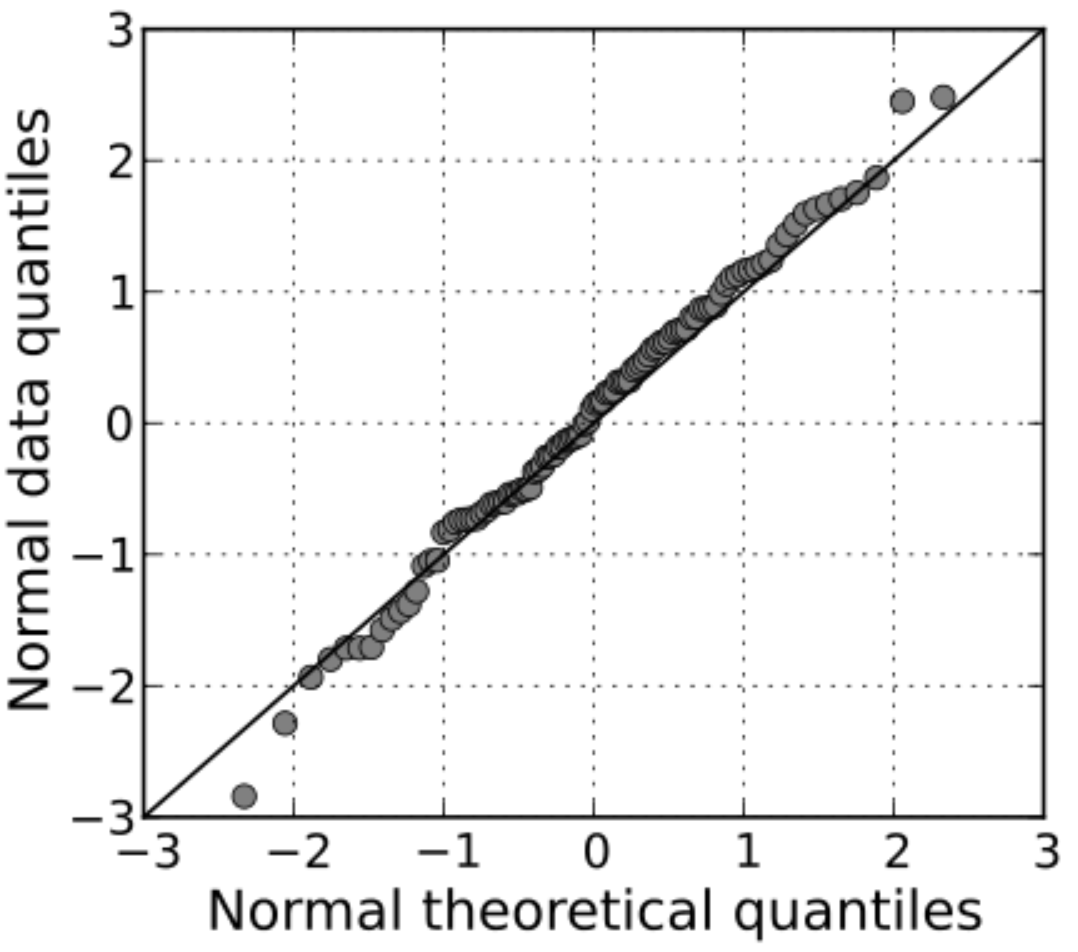 Normal data quantiles
3
2
1
0
−1
−2
−3
−3 −2 −1 0 1 2 3
Normal theoretical quantiles